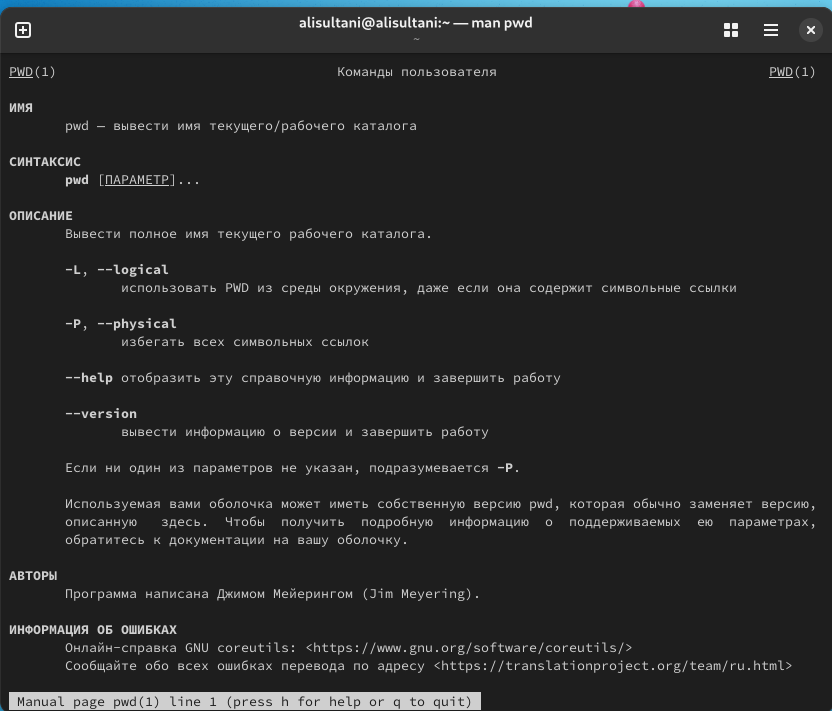 alisultani@alisultani:~ — man pwd
~
PWD(1) Команды пользователя PWD(1)
ИМЯ
pwd — вывести имя текущего/рабочего каталога
СИНТАКСИС
pwd [ПАРАМЕТР]...
ОПИСАНИЕ
Вывести полное имя текущего рабочего каталога.
-L, --logical
использовать PWD из среды окружения, даже если она содержит символьные ссылки
-P, --physical
избегать всех символьных ссылок
--help отобразить эту справочную информацию и завершить работу
--version
вывести информацию о версии и завершить работу
Если ни один из параметров не указан, подразумевается -P.
Используемая вами оболочка может иметь собственную версию pwd, которая обычно заменяет версию,
описанную здесь. Чтобы получить подробную информацию о поддерживаемых ею параметрах,
обратитесь к документации на вашу оболочку.
АВТОРЫ
Программа написана Джимом Мейерингом (Jim Meyering).
ИНФОРМАЦИЯ ОБ ОШИБКАХ
Онлайн-справка GNU coreutils: <https://www.gnu.org/software/coreutils/>
Сообщайте обо всех ошибках перевода по адресу <https://translationproject.org/team/ru.html>
Manual page pwd(1) line 1 (press h for help or q to quit)